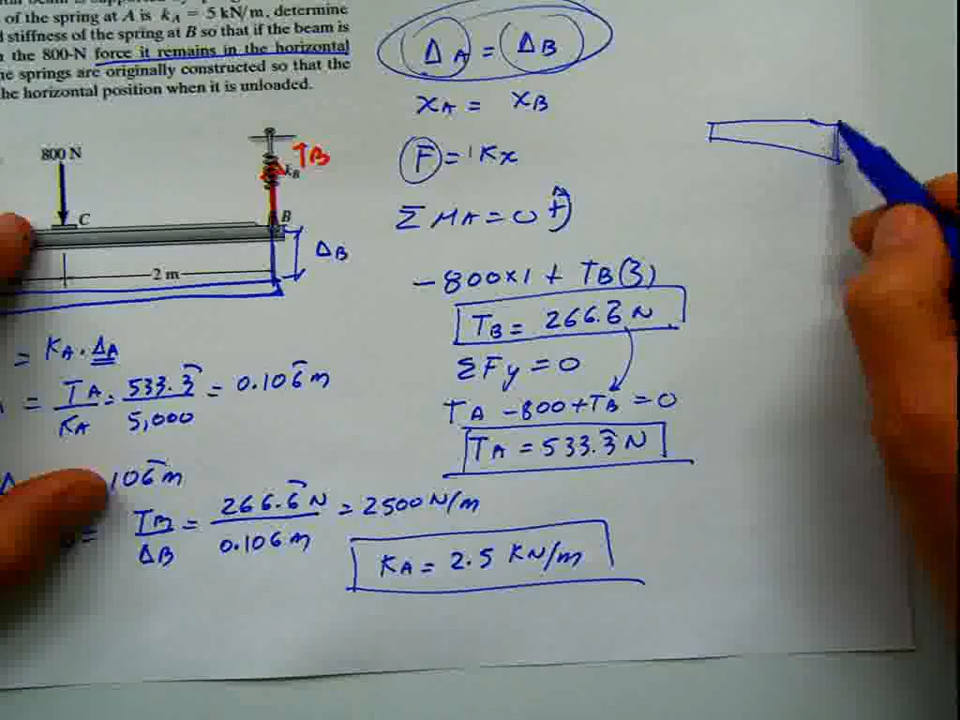 of the spring at A is kA = 5 kN/m, determine
stiffness of the spring at B so that if the beam is
the 800-N force it remains in the horizontal
springs are originally constructed so that the
horizontal position when it is unloaded.
800 N
C
TB
kB
B
ΔB
2 m
ΔA = ΔB
xA = xB
F = Kx
ΣMA = 0 +
-800x1 + TB(3)
TB = 266.6̄ N
ΣFy = 0
TA - 800 + TB = 0
TA = 533.3̄ N
= KA . ΔA
= TA/KA = 533.3̄/5,000 = 0.106̄ m
106̄ m
= TB/ΔB = 266.6̄ N/0.106 m = 2500 N/m
KA = 2.5 KN/m